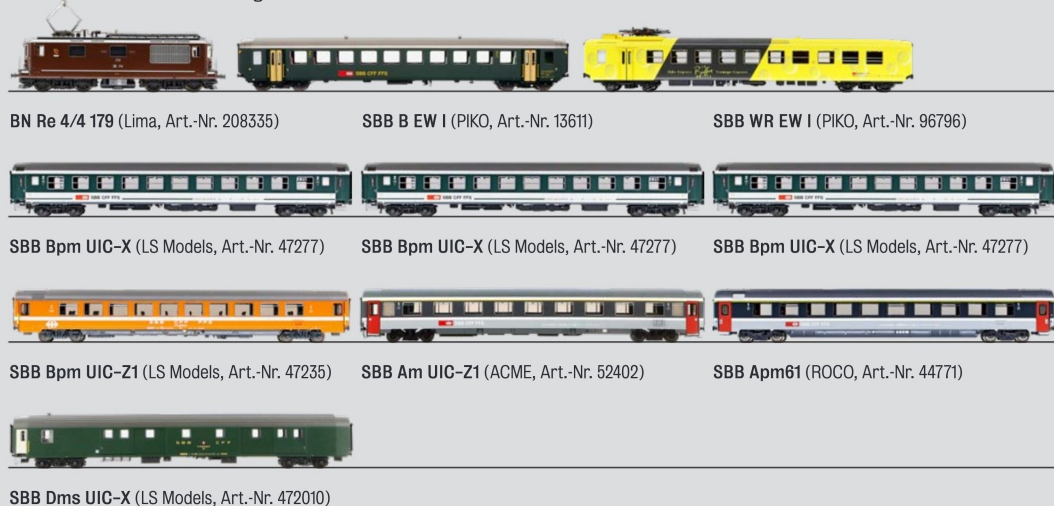 BN Re 4/4 179 (Lima, Art.-Nr. 208335)
SBB B EW I (PIKO, Art.-Nr. 13611)
SBB WR EW I (PIKO, Art.-Nr. 96796)
SBB Bpm UIC-X (LS Models, Art.-Nr. 47277)
SBB Bpm UIC-X (LS Models, Art.-Nr. 47277)
SBB Bpm UIC-X (LS Models, Art.-Nr. 47277)
SBB Bpm UIC-Z1 (LS Models, Art.-Nr. 47235)
SBB Am UIC-Z1 (ACME, Art.-Nr. 52402)
SBB Apm61 (ROCO, Art.-Nr. 44771)
SBB Dms UIC-X (LS Models, Art.-Nr. 472010)